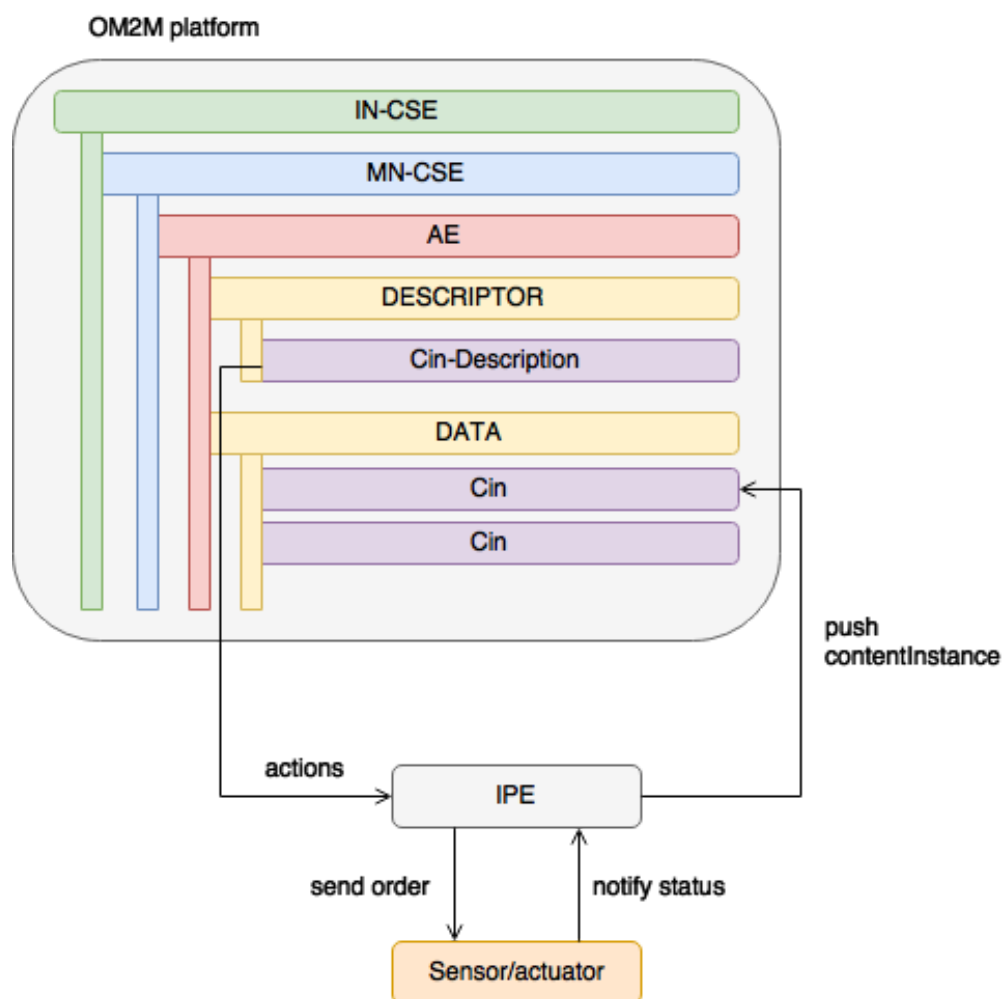 OM2M platform
IN-CSE
MN-CSE
AE
DESCRIPTOR
Cin-Description
DATA
Cin
Cin
push
contentInstance
actions
IPE
send order
notify status
Sensor/actuator